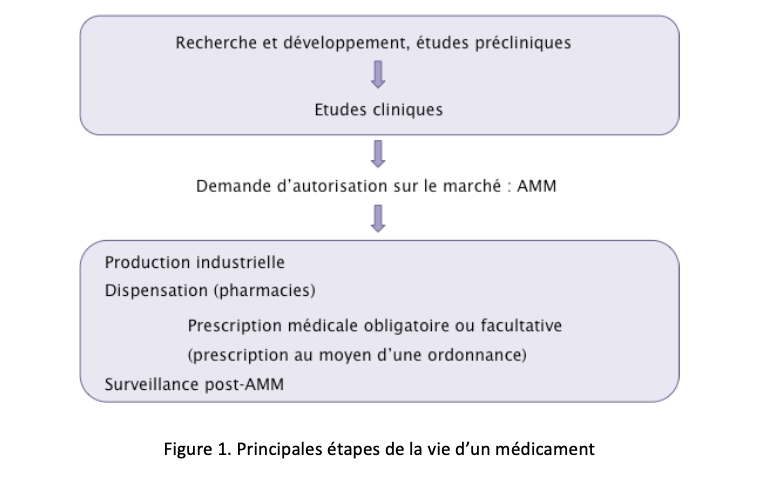 Recherche et développement, études précliniques
Etudes cliniques
Demande d’autorisation sur le marché : AMM
Production industrielle
Dispensation (pharmacies)
Prescription médicale obligatoire ou facultative
(prescription au moyen d’une ordonnance)
Surveillance post-AMM
Figure 1. Principales étapes de la vie d’un médicament